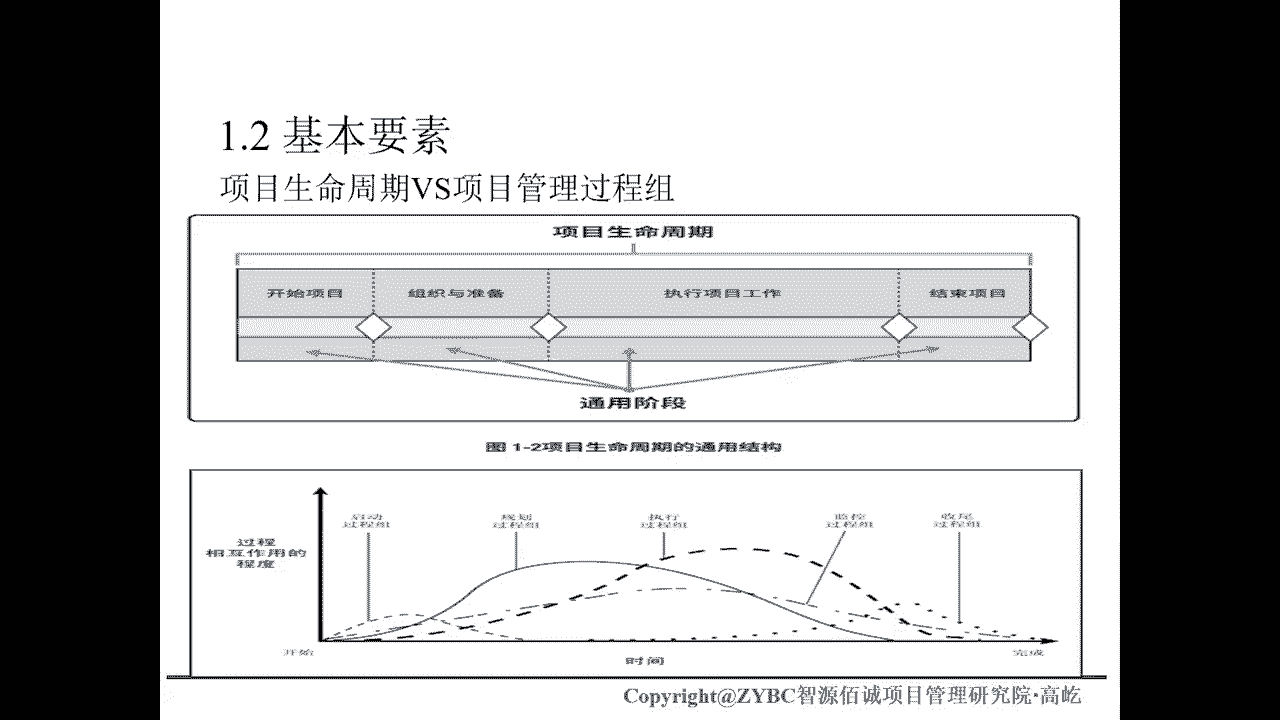 1.2 基本要素
项目生命周期VS项目管理过程组
项目生命周期
开始项目
组织与准备
执行项目工作
结束项目
通用阶段
图 1-2项目生命周期的通用结构
启动
过程组
规划
过程组
执行
过程组
监控
过程组
收尾
过程组
过程
相互作用的
程度
开始
时间
完成
Copyright@ZYBC智源佰诚项目管理研究院·高屹